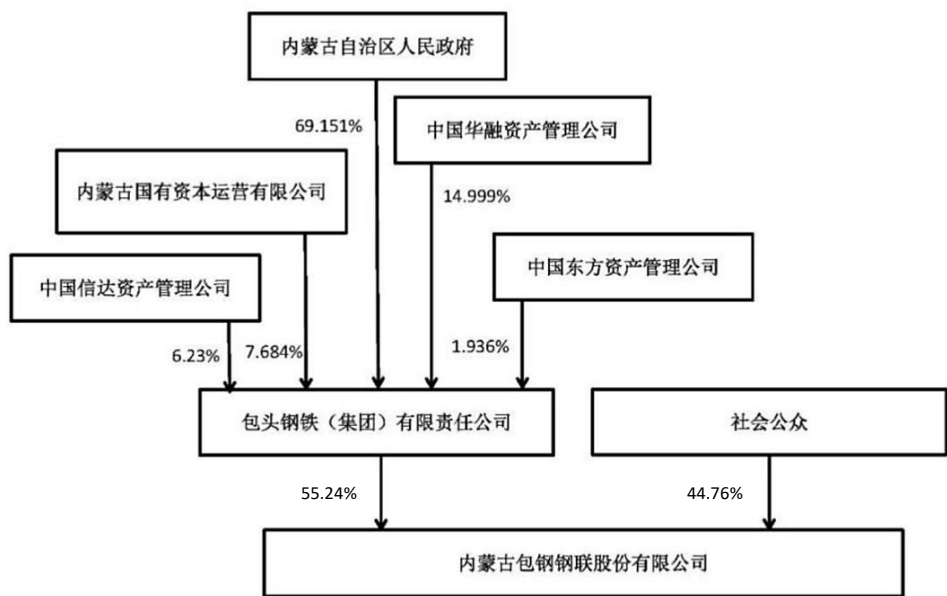 内蒙古自治区人民政府
69.151%
中国华融资产管理公司
内蒙古国有资本运营有限公司
14.999%
中国信达资产管理公司
中国东方资产管理公司
6.23%
7.684%
1.936%
包头钢铁（集团）有限责任公司
社会公众
55.24%
44.76%
内蒙古包钢钢联股份有限公司